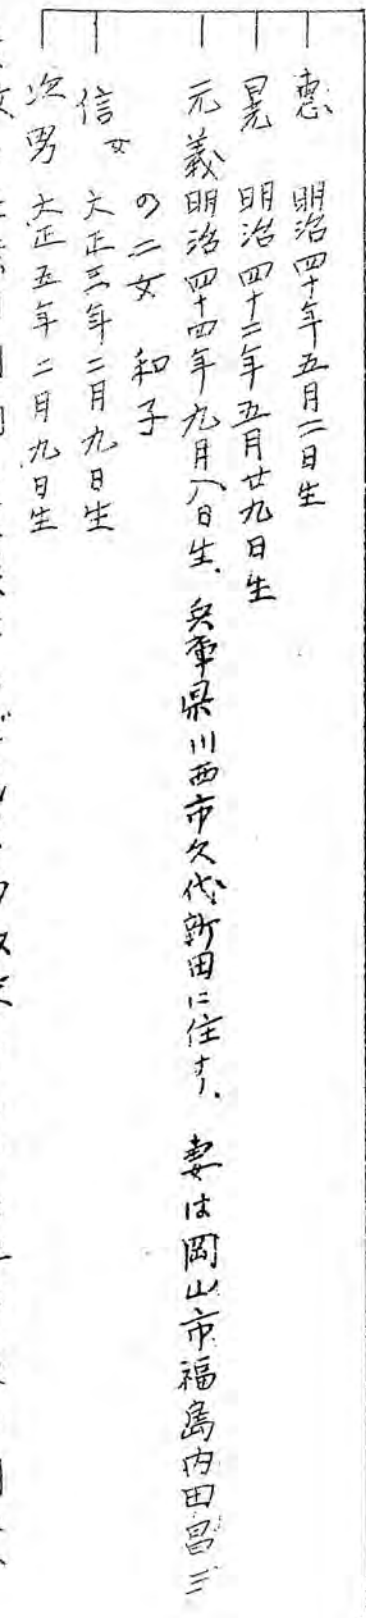 恵 明治四十年五月二日生
晃 明治四十二年五月廿九日生
元義 明治四十四年九月八日生、兵庫県川西市久代新田に住す、妻は岡山市福島内田昌三
の二女 和子
信女 大正三年二月九日生
次男 大正五年二月九日生